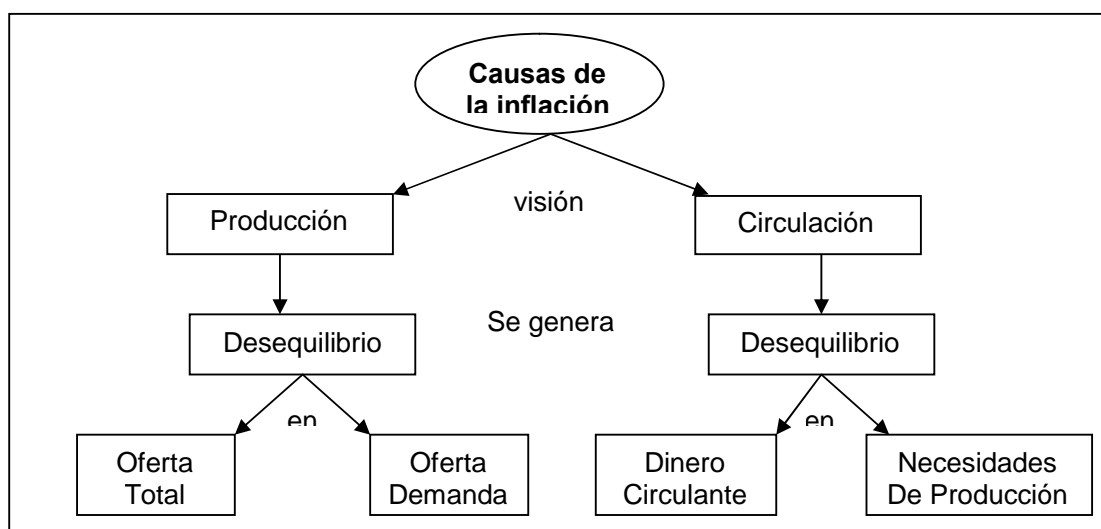 Causas de
la inflación
visión
Producción
Circulación
Se genera
Desequilibrio
Desequilibrio
en
en
Oferta
Total
Oferta
Demanda
Dinero
Circulante
Necesidades
De Producción